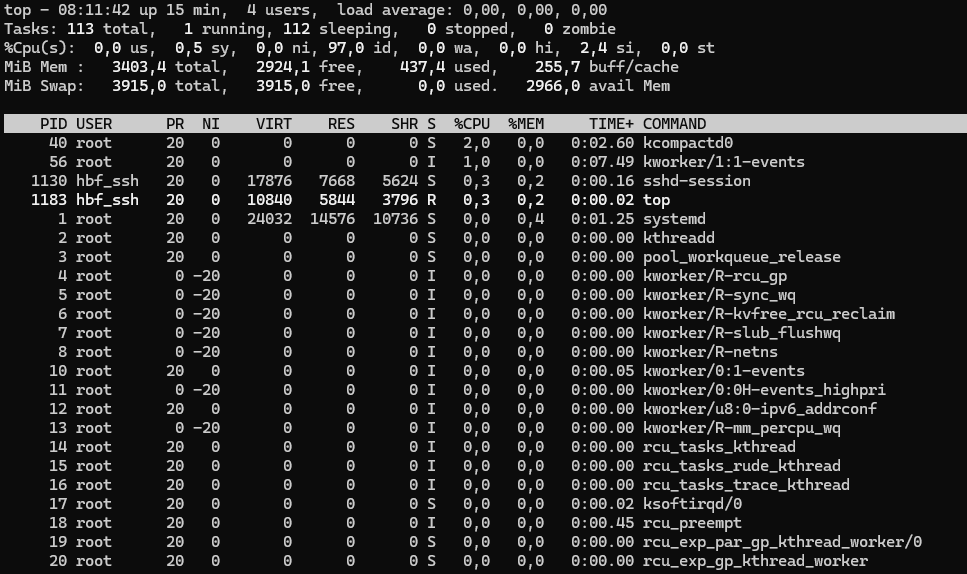 top - 08:11:42 up 15 min,  4 users,  load average: 0,00, 0,00, 0,00
Tasks: 113 total,   1 running, 112 sleeping,   0 stopped,   0 zombie
%Cpu(s):  0,0 us,  0,5 sy,  0,0 ni, 97,0 id,  0,0 wa,  0,0 hi,  2,4 si,  0,0 st
MiB Mem :   3403,4 total,   2924,1 free,    437,4 used,    255,7 buff/cache
MiB Swap:   3915,0 total,   3915,0 free,      0,0 used.   2966,0 avail Mem
    PID USER      PR  NI    VIRT    RES    SHR S  %CPU  %MEM     TIME+ COMMAND
     40 root      20   0       0      0      0 S   2,0   0,0   0:02.60 kcompactd0
     56 root      20   0       0      0      0 I   1,0   0,0   0:07.49 kworker/1:1-events
   1130 hbf_ssh   20   0   17876   7668   5624 S   0,3   0,2   0:00.16 sshd-session
   1183 hbf_ssh   20   0   10840   5844   3796 R   0,3   0,2   0:00.02 top
      1 root      20   0   24032  14576  10736 S   0,0   0,4   0:01.25 systemd
      2 root      20   0       0      0      0 S   0,0   0,0   0:00.00 kthreadd
      3 root      20   0       0      0      0 S   0,0   0,0   0:00.00 pool_workqueue_release
      4 root       0 -20       0      0      0 I   0,0   0,0   0:00.00 kworker/R-rcu_gp
      5 root       0 -20       0      0      0 I   0,0   0,0   0:00.00 kworker/R-sync_wq
      6 root       0 -20       0      0      0 I   0,0   0,0   0:00.00 kworker/R-kvfree_rcu_reclaim
      7 root       0 -20       0      0      0 I   0,0   0,0   0:00.00 kworker/R-slub_flushwq
      8 root       0 -20       0      0      0 I   0,0   0,0   0:00.00 kworker/R-netns
     10 root      20   0       0      0      0 I   0,0   0,0   0:00.05 kworker/0:1-events
     11 root       0 -20       0      0      0 I   0,0   0,0   0:00.00 kworker/0:0H-events_highpri
     12 root      20   0       0      0      0 I   0,0   0,0   0:00.00 kworker/u8:0-ipv6_addrconf
     13 root       0 -20       0      0      0 I   0,0   0,0   0:00.00 kworker/R-mm_percpu_wq
     14 root      20   0       0      0      0 I   0,0   0,0   0:00.00 rcu_tasks_kthread
     15 root      20   0       0      0      0 I   0,0   0,0   0:00.00 rcu_tasks_rude_kthread
     16 root      20   0       0      0      0 I   0,0   0,0   0:00.00 rcu_tasks_trace_kthread
     17 root      20   0       0      0      0 S   0,0   0,0   0:00.02 ksoftirqd/0
     18 root      20   0       0      0      0 I   0,0   0,0   0:00.45 rcu_preempt
     19 root      20   0       0      0      0 S   0,0   0,0   0:00.00 rcu_exp_par_gp_kthread_worker/0
     20 root      20   0       0      0      0 S   0,0   0,0   0:00.00 rcu_exp_gp_kthread_worker